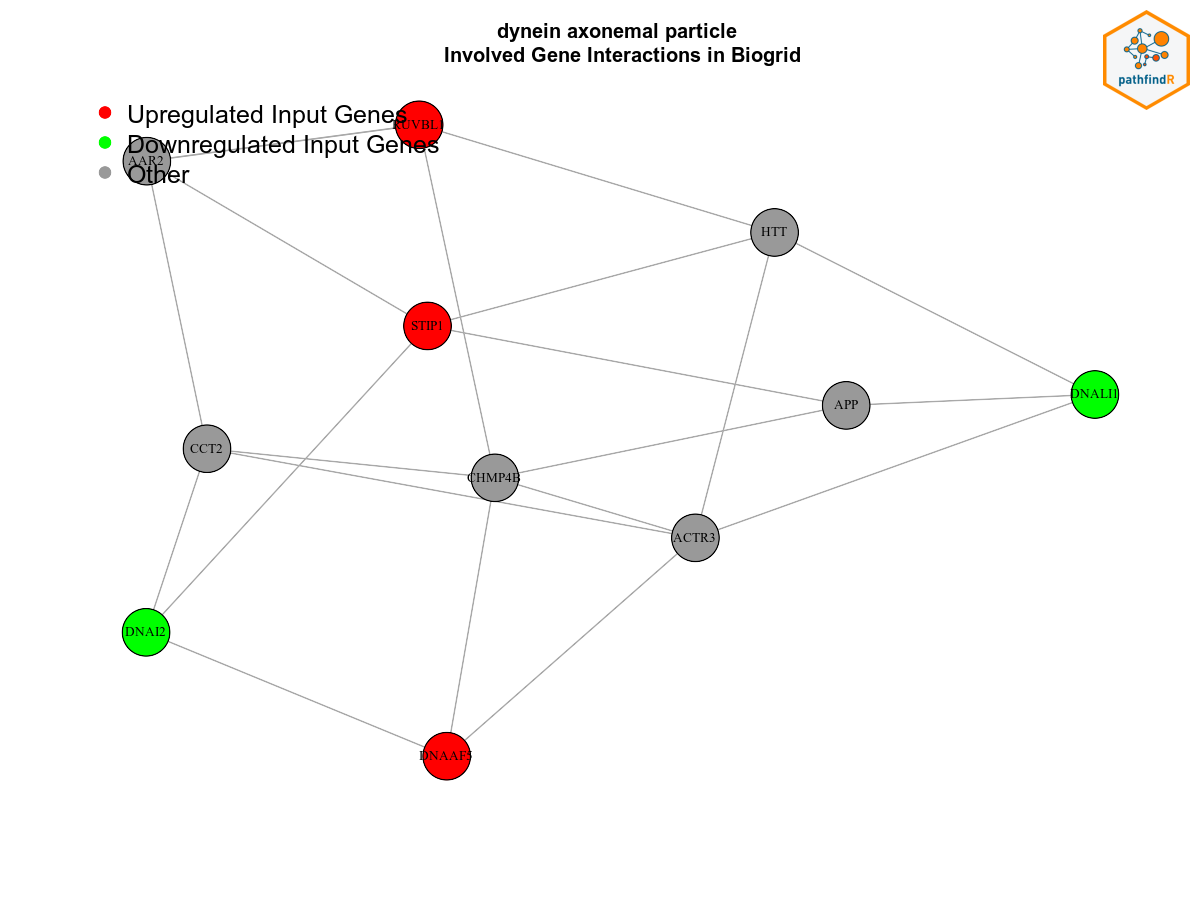 dynein axonemal particle
Involved Gene Interactions in Biogrid
pathfindR
Upregulated Input Genes
Downregulated Input Genes
Other
RUVBL1
AAR2
HTT
STIP1
APP
DNALI1
CCT2
CHMP4B
ACTR3
DNAI2
DNAAF5